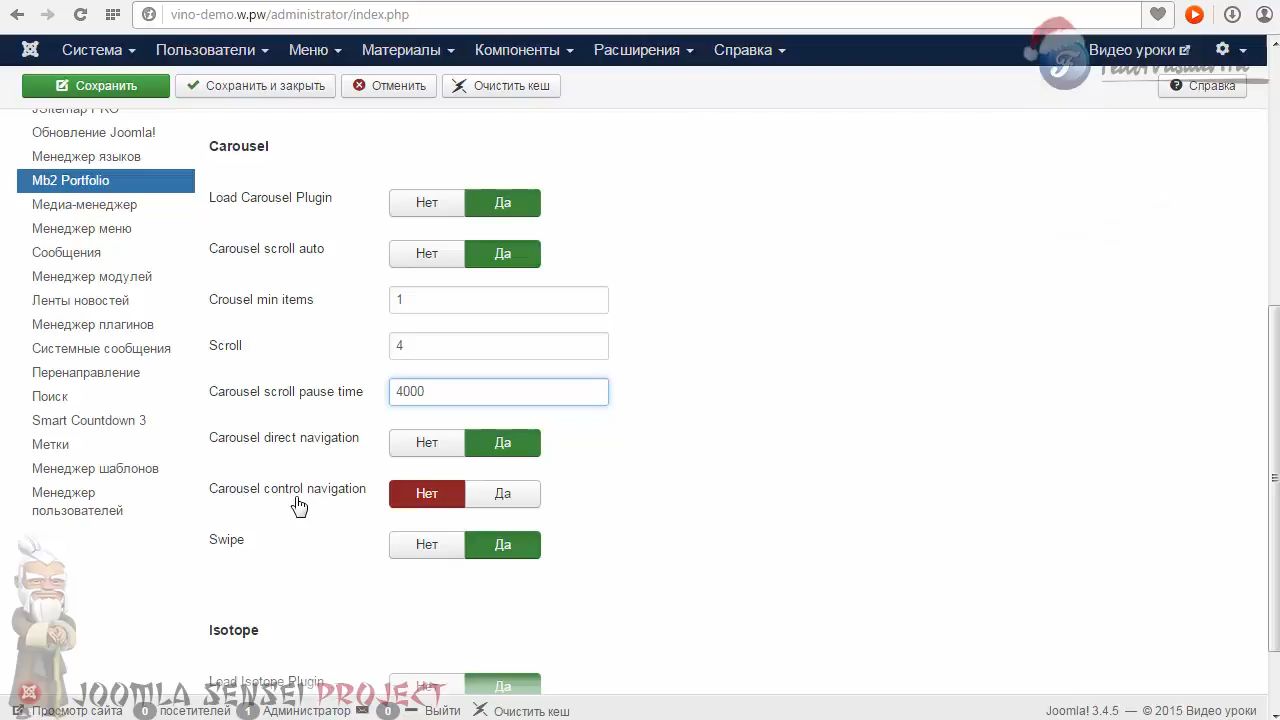 vino-demo.w.pw/administrator/index.php
Система Пользователи Меню Материалы Компоненты Расширения Справка Видео уроки
Сохранить Сохранить и закрыть Отменить Очистить кеш Справка
JSitemap PRO
Обновление Joomla!
Менеджер языков
Mb2 Portfolio
Медиа-менеджер
Менеджер меню
Сообщения
Менеджер модулей
Ленты новостей
Менеджер плагинов
Системные сообщения
Перенаправление
Поиск
Smart Countdown 3
Метки
Менеджер шаблонов
Менеджер
пользователей
Carousel
Load Carousel Plugin Нет Да
Carousel scroll auto Нет Да
Crousel min items 1
Scroll 4
Carousel scroll pause time 4000
Carousel direct navigation Нет Да
Carousel control navigation Нет Да
Swipe Нет Да
Isotope
Load Isotope Plugin Нет Да
JOOMLA SENSEI PROJECT
Просмотр сайта 0 посетителей 1 Администратор 0 Выйти Очистить кеш Joomla! 3.4.5 — © 2015 Видео уроки